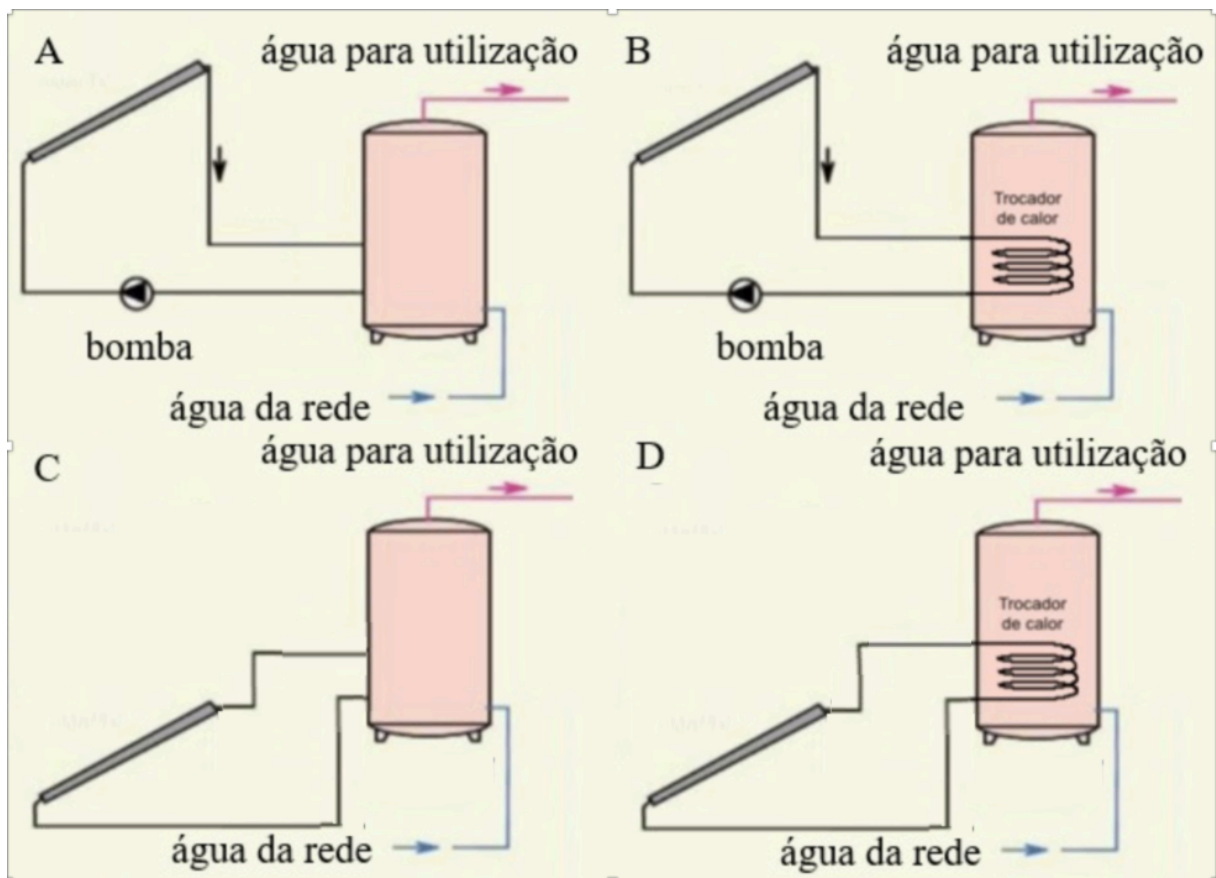 A
água para utilização
bomba
água da rede
B
água para utilização
Trocador
de calor
bomba
água da rede
C
água para utilização
água da rede
D
água para utilização
Trocador
de calor
água da rede